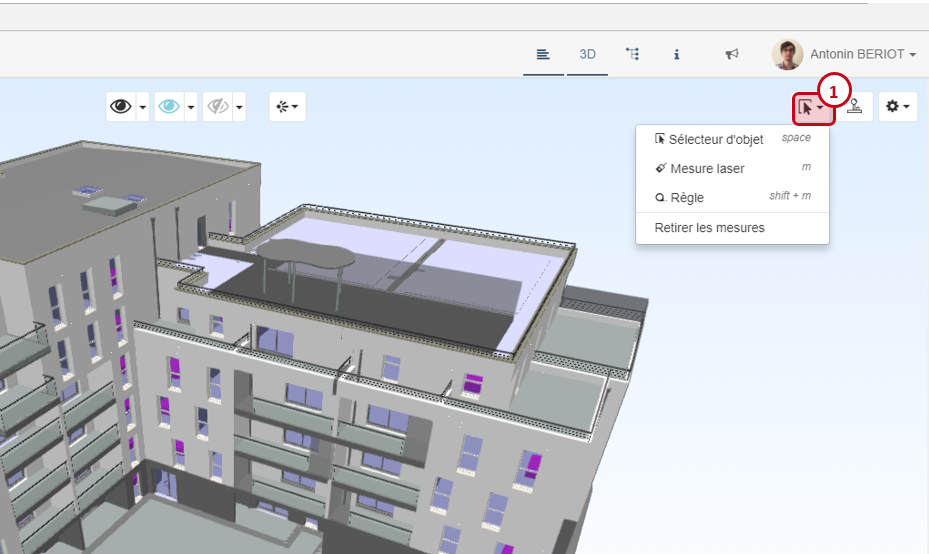 3D
Antonin BERIOT
1
Sélecteur d'objet space
Mesure laser m
Règle shift + m
Retirer les mesures